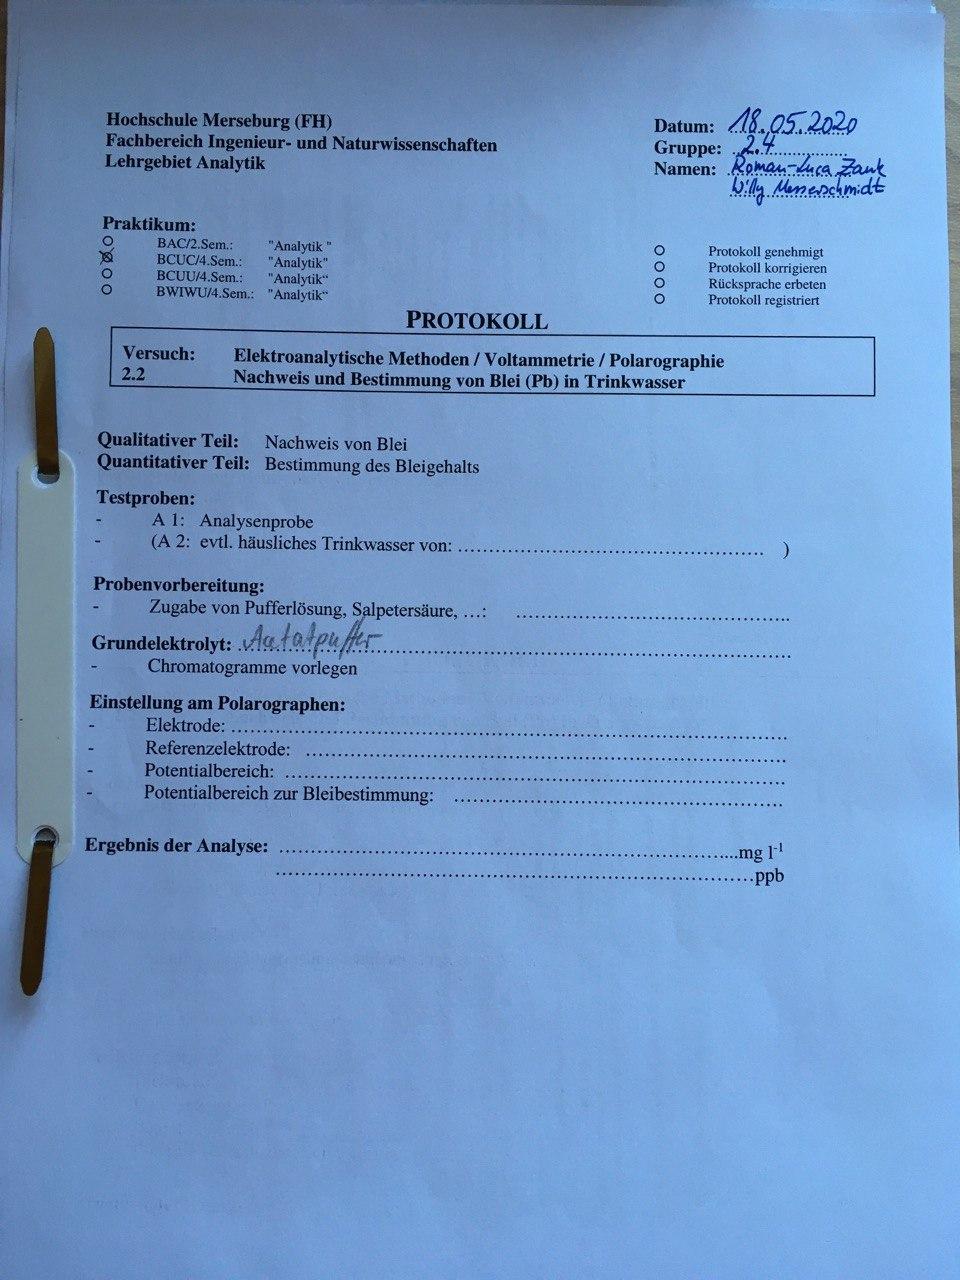 Hochschule Merseburg (FH)
Fachbereich Ingenieur- und Naturwissenschaften
Lehrgebiet Analytik
Datum: 18.05.2020
Gruppe: 2.4
Namen: Roman-Luca Zank
Willy Messerschmidt
Praktikum:
BAC/2.Sem.: "Analytik "
BCUC/4.Sem.: "Analytik"
BCUU/4.Sem.: "Analytik“
BWIWU/4.Sem.: "Analytik“
Protokoll genehmigt
Protokoll korrigieren
Rücksprache erbeten
Protokoll registriert
PROTOKOLL
Versuch: Elektroanalytische Methoden / Voltammetrie / Polarographie
2.2 Nachweis und Bestimmung von Blei (Pb) in Trinkwasser
Qualitativer Teil: Nachweis von Blei
Quantitativer Teil: Bestimmung des Bleigehalts
Testproben:
- A 1: Analysenprobe
- (A 2: evtl. häusliches Trinkwasser von: .......................................................... )
Probenvorbereitung:
- Zugabe von Pufferlösung, Salpetersäure, …: ....................................................
Grundelektrolyt: Acetatpuffer
- Chromatogramme vorlegen
Einstellung am Polarographen:
- Elektrode: ....................................................
- Referenzelektrode: ....................................................
- Potentialbereich: ....................................................
- Potentialbereich zur Bleibestimmung: ....................................................
Ergebnis der Analyse: ....................................................mg l⁻¹
....................................................ppb